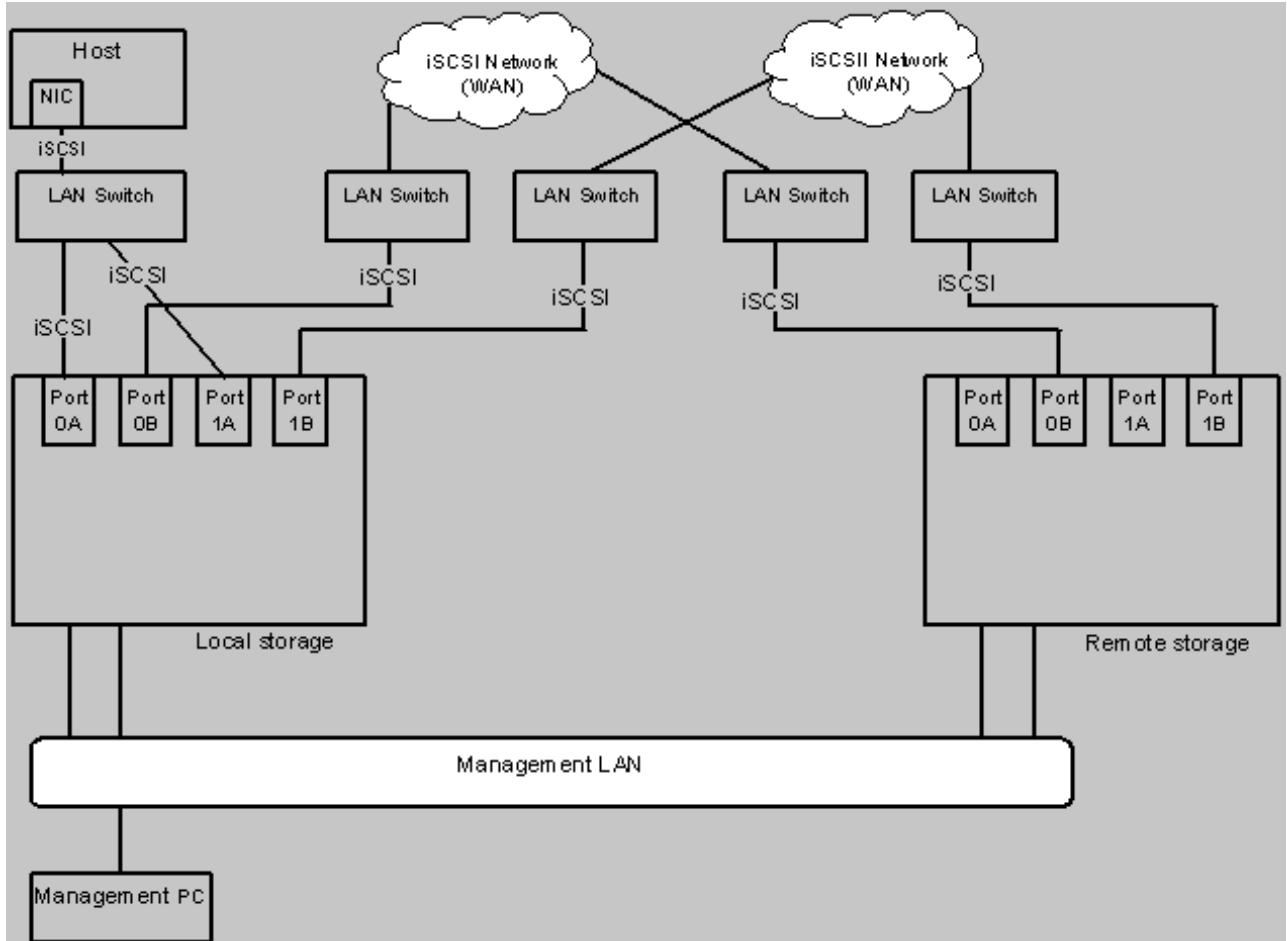 Host
NIC
iSCSI
iSCSI Network
(WAN)
iSCSII Network
(WAN)
LAN Switch
LAN Switch
LAN Switch
LAN Switch
LAN Switch
iSCSI
iSCSI
iSCSI
iSCSI
iSCSI
iSCSI
Port
0A
Port
0B
Port
1A
Port
1B
Port
0A
Port
0B
Port
1A
Port
1B
Local storage
Remote storage
Management LAN
Management PC